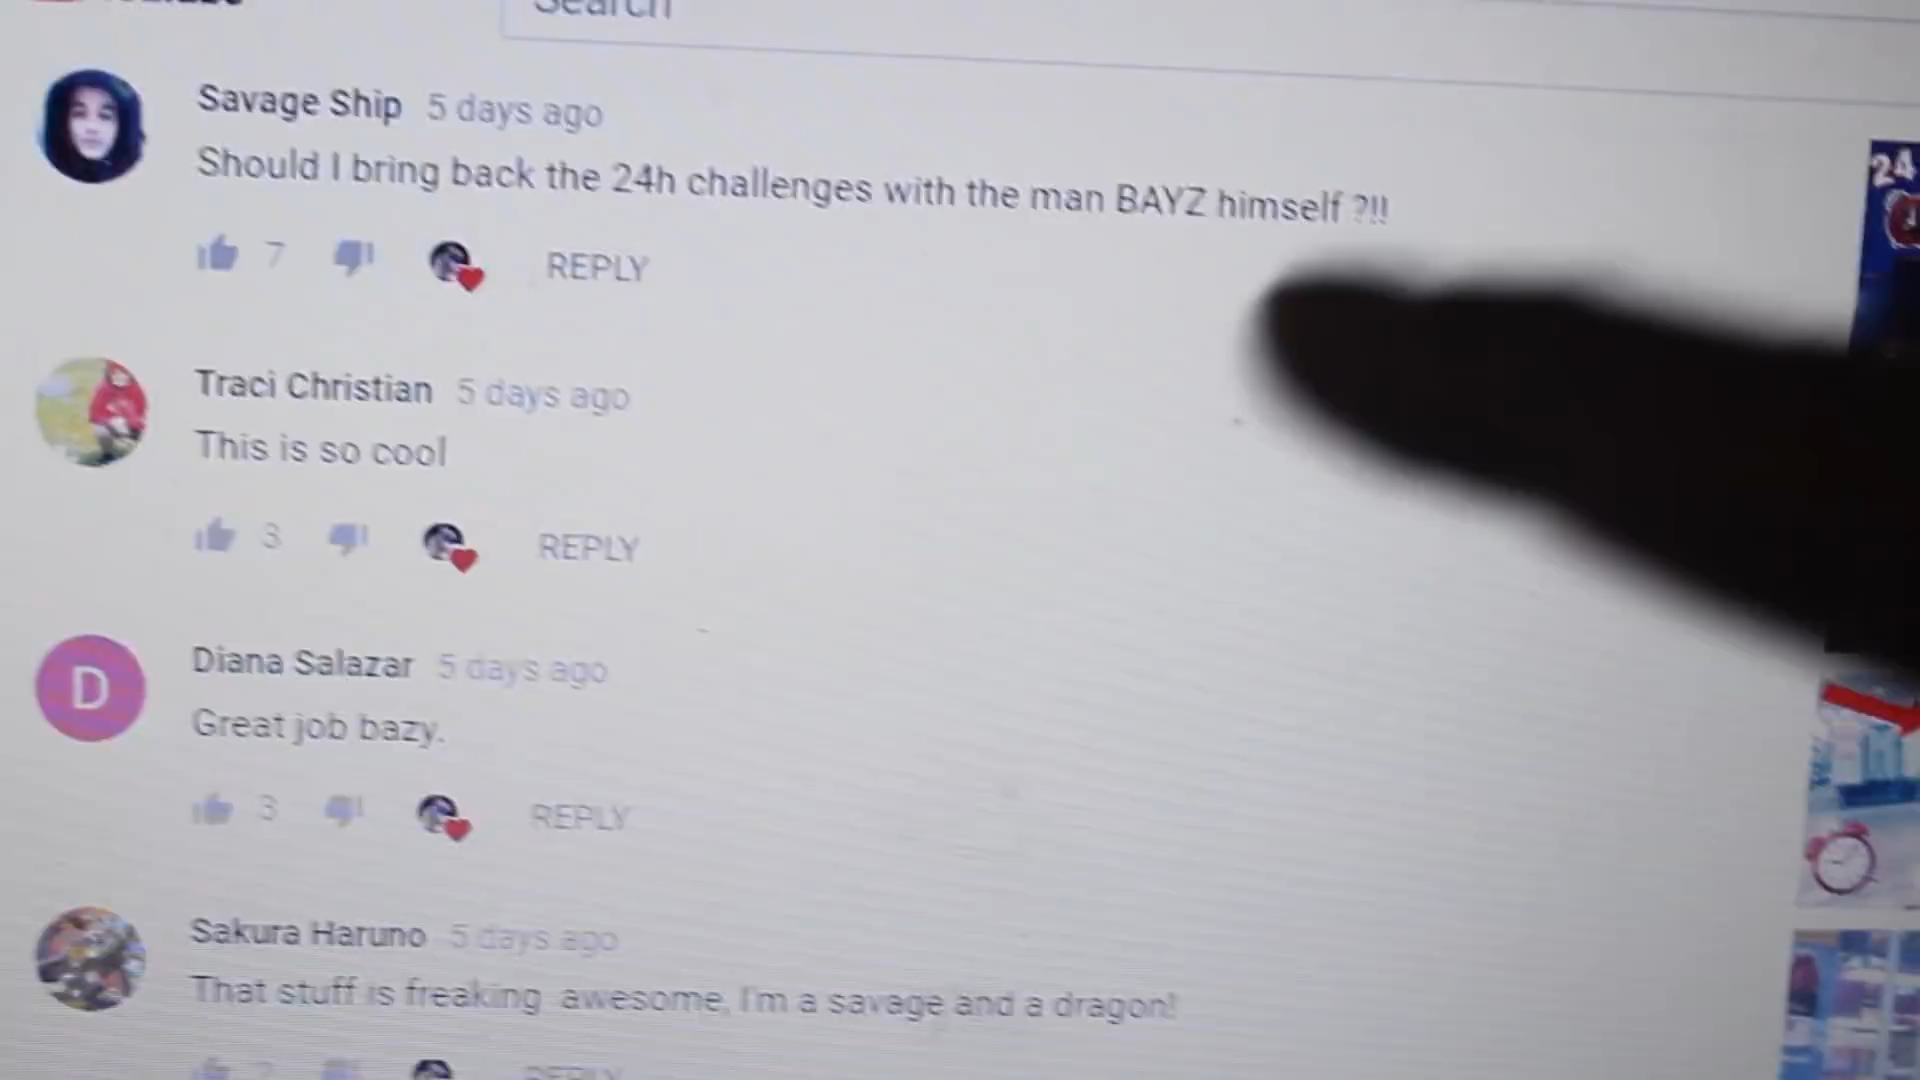 Search
Savage Ship 5 days ago
Should I bring back the 24h challenges with the man BAYZ himself ?!!
7 REPLY
Traci Christian 5 days ago
This is so cool
3 REPLY
D
Diana Salazar 5 days ago
Great job bazy.
3 REPLY
Sakura Haruno 5 days ago
That stuff is freaking awesome, I'm a savage and a dragon!
REPLY
24